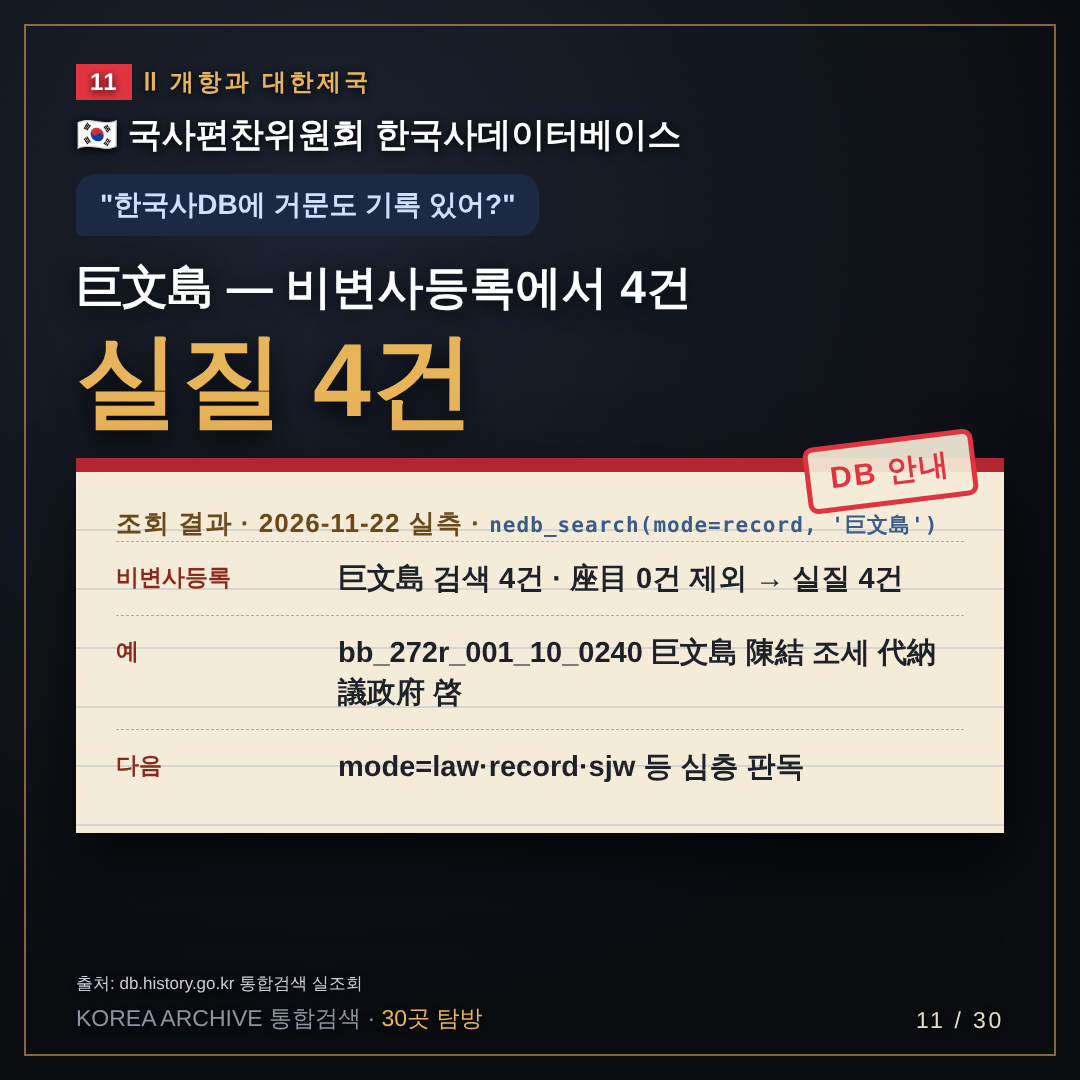 11 Ⅱ 개항과 대한제국
🇰🇷 국사편찬위원회 한국사데이터베이스
"한국사DB에 거문도 기록 있어?"
巨文島 — 비변사등록에서 4건
실질 4건
DB 안내
조회 결과 · 2026-11-22 실측 · nedb_search(mode=record, '巨文島')
비변사등록 巨文島 검색 4건 · 座目 0건 제외 → 실질 4건
예 bb_272r_001_10_0240 巨文島 陳結 조세 代納
議政府 啓
다음 mode=law·record·sjw 등 심층 판독
출처: db.history.go.kr 통합검색 실조회
KOREA ARCHIVE 통합검색 · 30곳 탐방
11 / 30